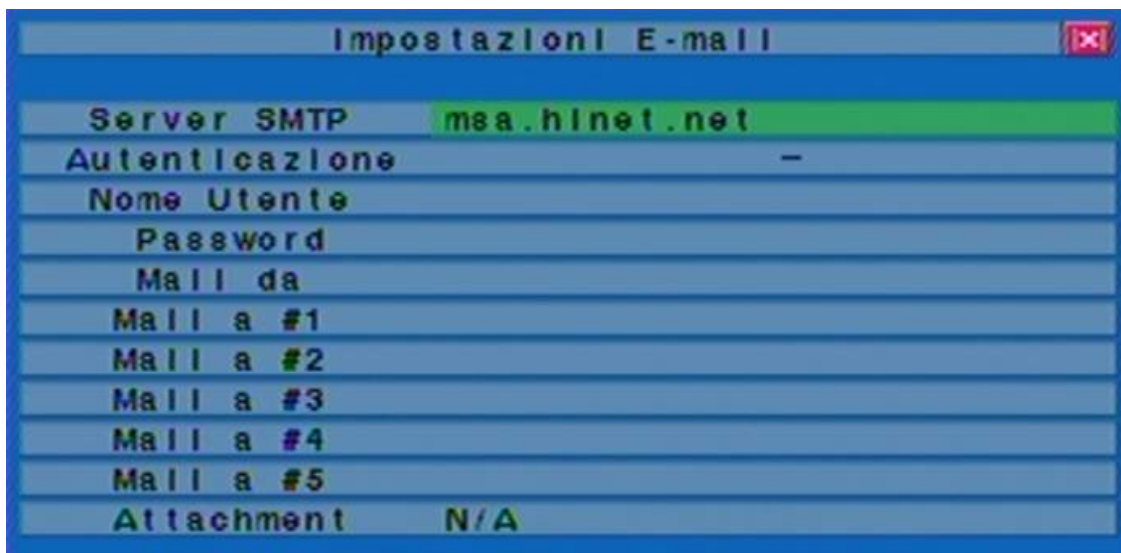 Impostazioni E-mail
Server SMTP msa.hinet.net
Autenticazione –
Nome Utente
Password
Mail da
Mail a #1
Mail a #2
Mail a #3
Mail a #4
Mail a #5
Attachment N/A